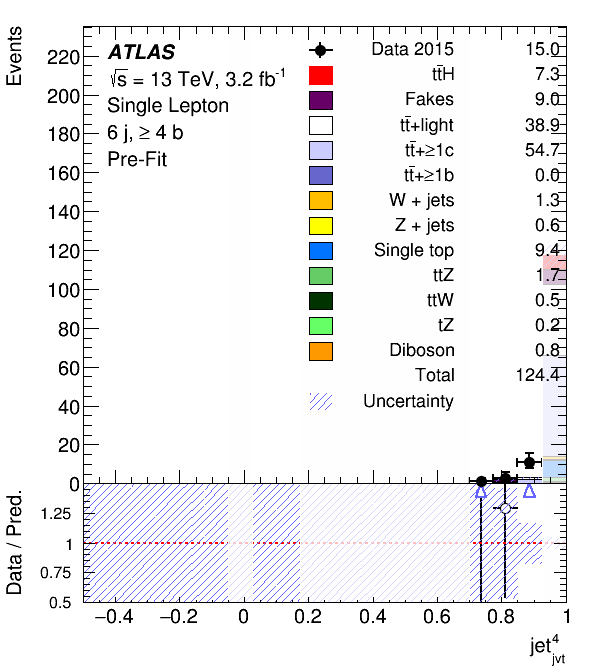 Events
ATLAS
√s = 13 TeV, 3.2 fb⁻¹
Single Lepton
6 j, ≥ 4 b
Pre-Fit
Data 2015 15.0
tt̄H 7.3
Fakes 9.0
tt̄+light 38.9
tt̄+≥1c 54.7
tt̄+≥1b 0.0
W + jets 1.3
Z + jets 0.6
Single top 9.4
ttZ 1.7
ttW 0.5
tZ 0.2
Diboson 0.8
Total 124.4
Uncertainty
220
200
180
160
140
120
100
80
60
40
20
0
Data / Pred.
1.25
1
0.75
0.5
−0.4 −0.2 0 0.2 0.4 0.6 0.8 1
jet⁴jvt